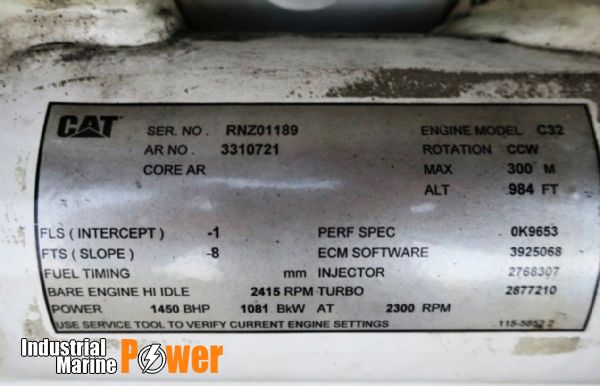 CAT SER. NO. RNZ01189 ENGINE MODEL C32
AR NO. 3310721 ROTATION CCW
CORE AR MAX 300 M
ALT 984 FT
FLS ( INTERCEPT ) -1 PERF SPEC 0K9653
FTS ( SLOPE ) -8 ECM SOFTWARE 3925068
FUEL TIMING mm INJECTOR 2768307
BARE ENGINE HI IDLE 2415 RPM TURBO 2877210
POWER 1450 BHP 1081 BkW AT 2300 RPM
USE SERVICE TOOL TO VERIFY CURRENT ENGINE SETTINGS 115-5852 2
Industrial
Marine Power